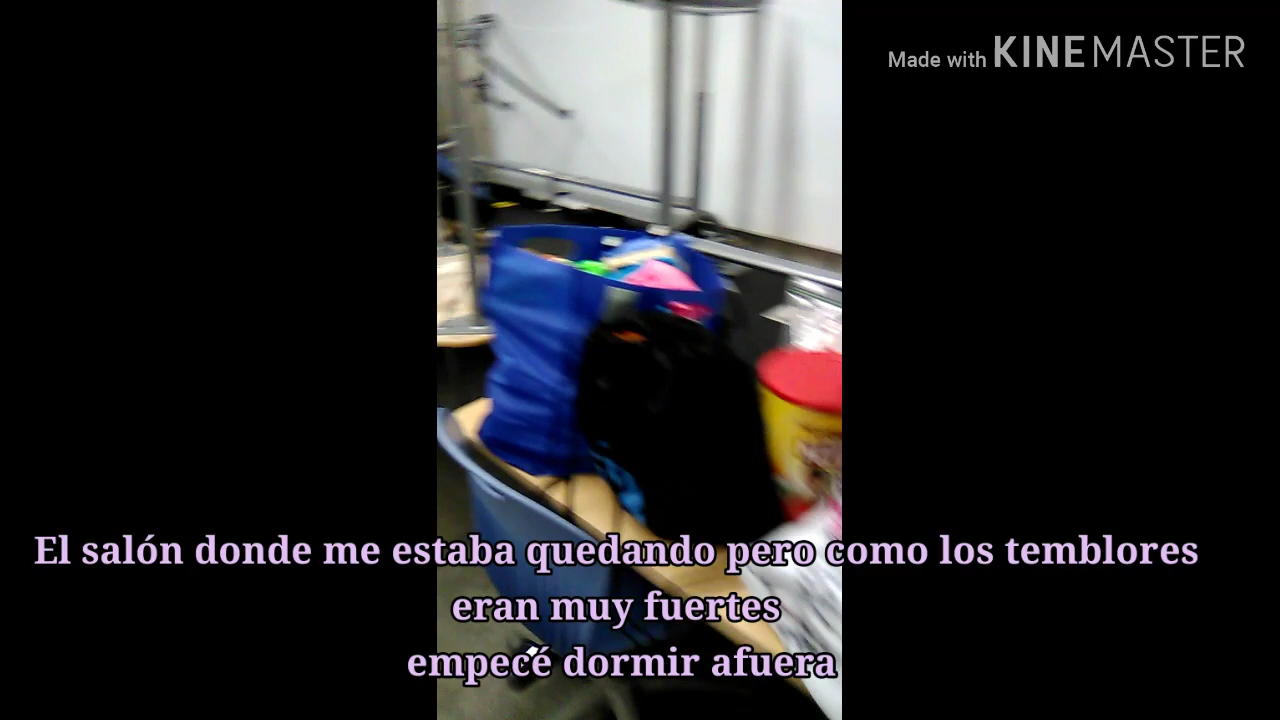 Made with KINEMASTER
El salón donde me estaba quedando pero como los temblores
eran muy fuertes
empecé dormir afuera